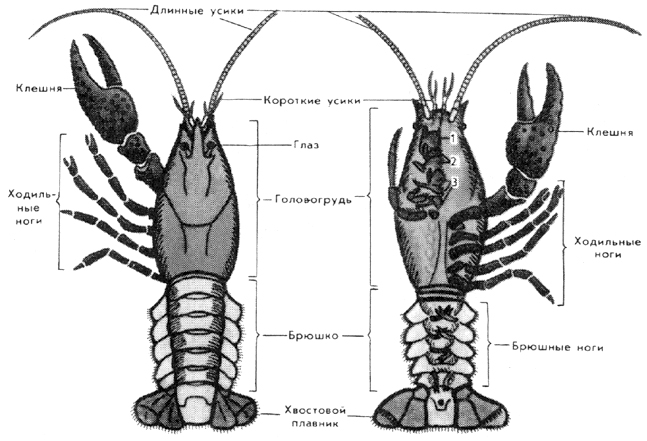 Длинные усики
Клешня
Короткие усики
Глаз
1
2
3
Клешня
Ходиль-
ные
ноги
Головогрудь
Ходильные
ноги
Брюшко
Брюшные ноги
Хвостовой
плавник